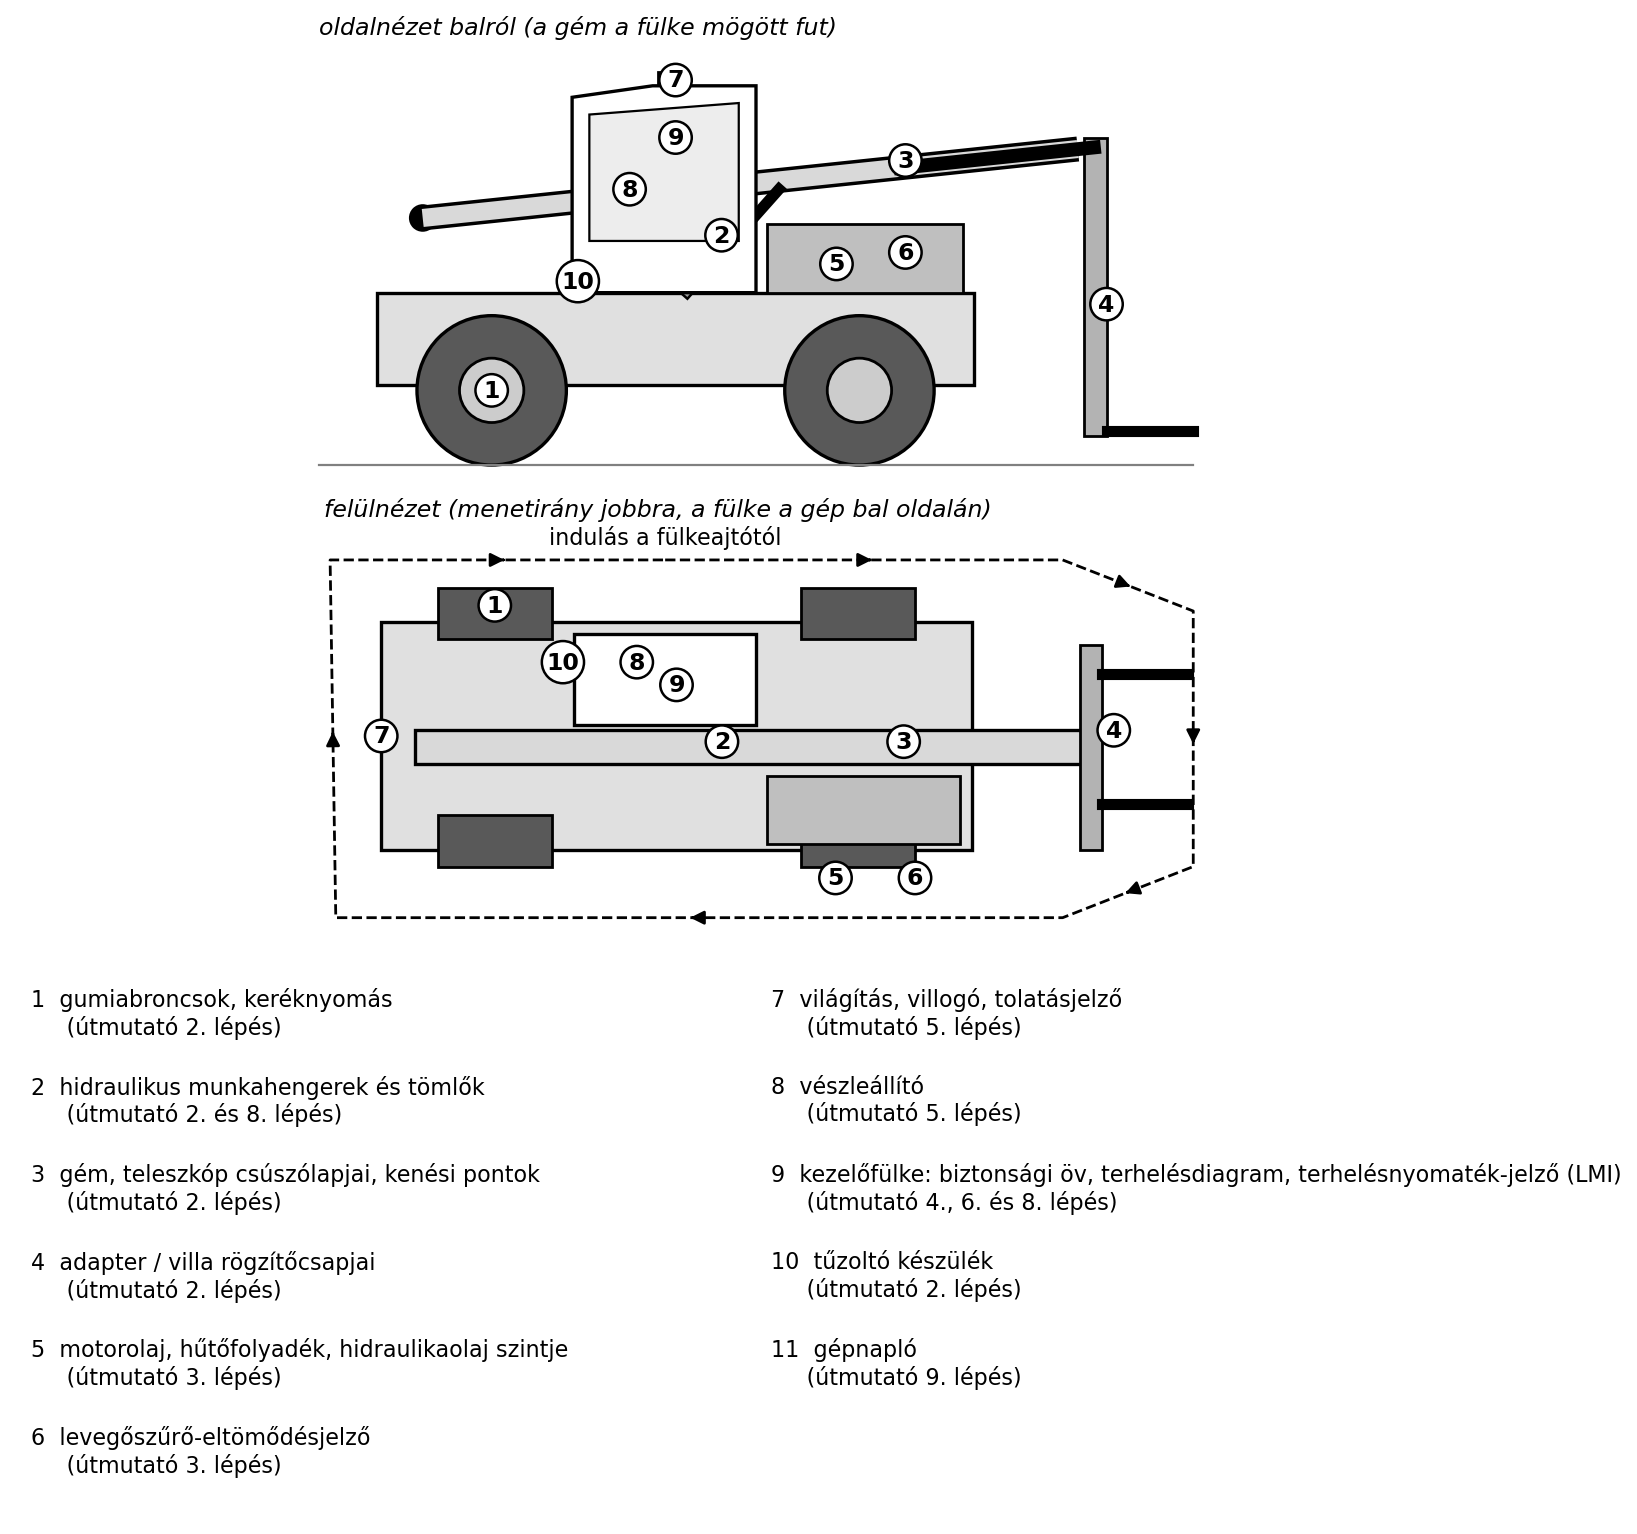 oldalnézet balról (a gém a fülke mögött fut)
7
9
3
8
2
6
5
10
4
1
felülnézet (menetirány jobbra, a fülke a gép bal oldalán)
indulás a fülkeajtótól
1
10
8
9
7
2
3
4
5
6
1 gumiabroncsok, keréknyomás
(útmutató 2. lépés)
2 hidraulikus munkahengerek és tömlők
(útmutató 2. és 8. lépés)
3 gém, teleszkóp csúszólapjai, kenési pontok
(útmutató 2. lépés)
4 adapter / villa rögzítőcsapjai
(útmutató 2. lépés)
5 motorolaj, hűtőfolyadék, hidraulikaolaj szintje
(útmutató 3. lépés)
6 levegőszűrő-eltömődésjelző
(útmutató 3. lépés)
7 világítás, villogó, tolatásjelző
(útmutató 5. lépés)
8 vészleállító
(útmutató 5. lépés)
9 kezelőfülke: biztonsági öv, terhelésdiagram, terhelésnyomaték-jelző (LMI)
(útmutató 4., 6. és 8. lépés)
10 tűzoltó készülék
(útmutató 2. lépés)
11 gépnapló
(útmutató 9. lépés)